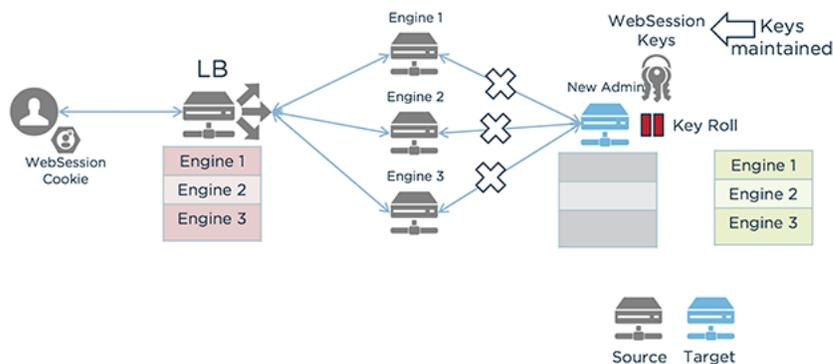 Engine 1
WebSession
Keys
Keys
maintained
LB
Engine 2
New Admin
Key Roll
WebSession
Cookie
Engine 1
Engine 2
Engine 3
Engine 3
Engine 1
Engine 2
Engine 3
Source
Target